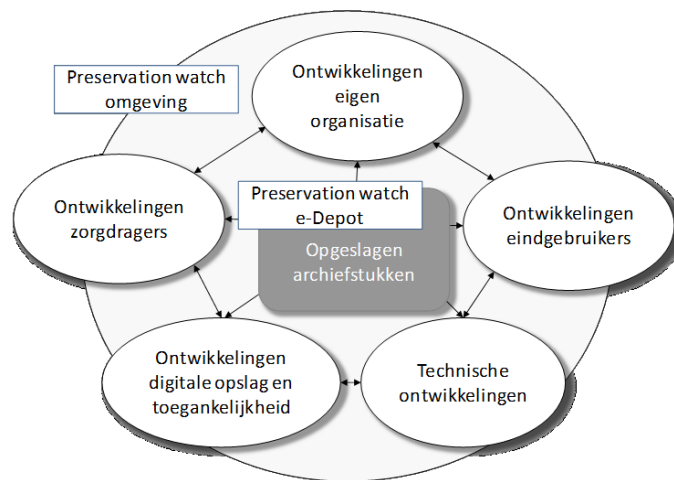 Preservation watch
omgeving
Ontwikkelingen
eigen
organisatie
Ontwikkelingen
zorgdragers
Preservation watch
e-Depot
Ontwikkelingen
eindgebruikers
Opgeslagen
archiefstukken
Ontwikkelingen
digitale opslag en
toegankelijkheid
Technische
ontwikkelingen